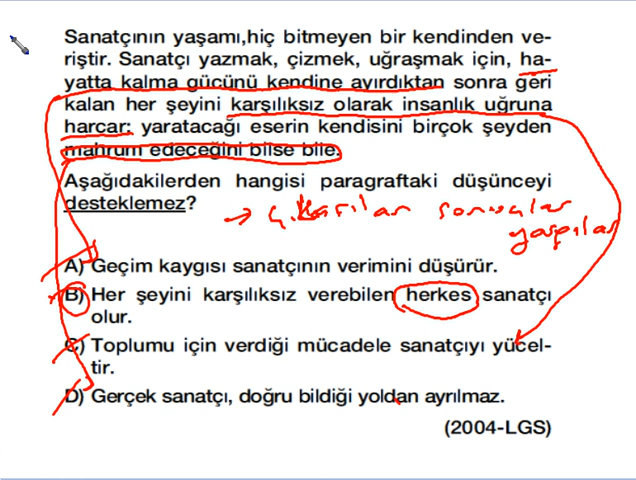 Sanatçının yaşamı,hiç bitmeyen bir kendinden ve-
riştir. Sanatçı yazmak, çizmek, uğraşmak için, ha-
yatta kalma gücünü kendine ayırdıktan sonra geri
kalan her şeyini karşılıksız olarak insanlık uğruna
harcar; yaratacağı eserin kendisini birçok şeyden
mahrum edeceğini bilse bile.
Aşağıdakilerden hangisi paragraftaki düşünceyi
desteklemez?
→ çıkarılan sonuçlar
yargılar
A) Geçim kaygısı sanatçının verimini düşürür.
B) Her şeyini karşılıksız verebilen herkes sanatçı
olur.
C) Toplumu için verdiği mücadele sanatçıyı yücel-
tir.
D) Gerçek sanatçı, doğru bildiği yoldan ayrılmaz.
(2004-LGS)